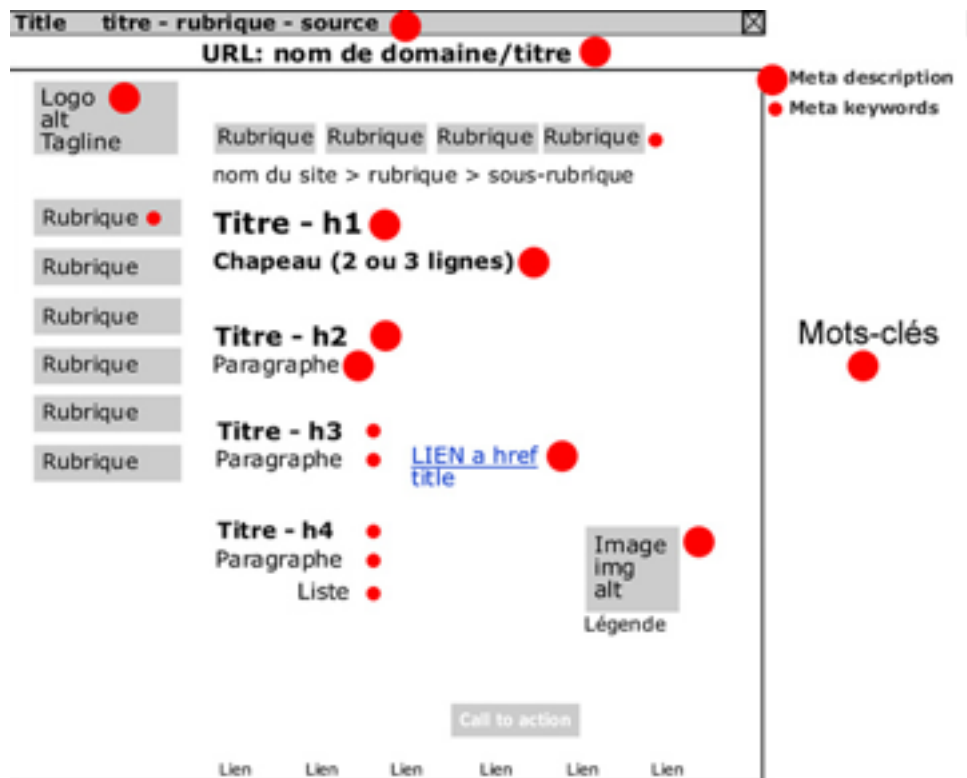 Title titre - rubrique - source
URL: nom de domaine/titre
Meta description
Meta keywords
Logo
alt
Tagline
Rubrique Rubrique Rubrique Rubrique
nom du site > rubrique > sous-rubrique
Rubrique
Rubrique
Rubrique
Rubrique
Rubrique
Rubrique
Titre - h1
Chapeau (2 ou 3 lignes)
Titre - h2
Paragraphe
Titre - h3
Paragraphe
LIEN a href
title
Titre - h4
Paragraphe
Liste
Image
img
alt
Légende
Mots-clés
Call to action
Lien Lien Lien Lien Lien Lien